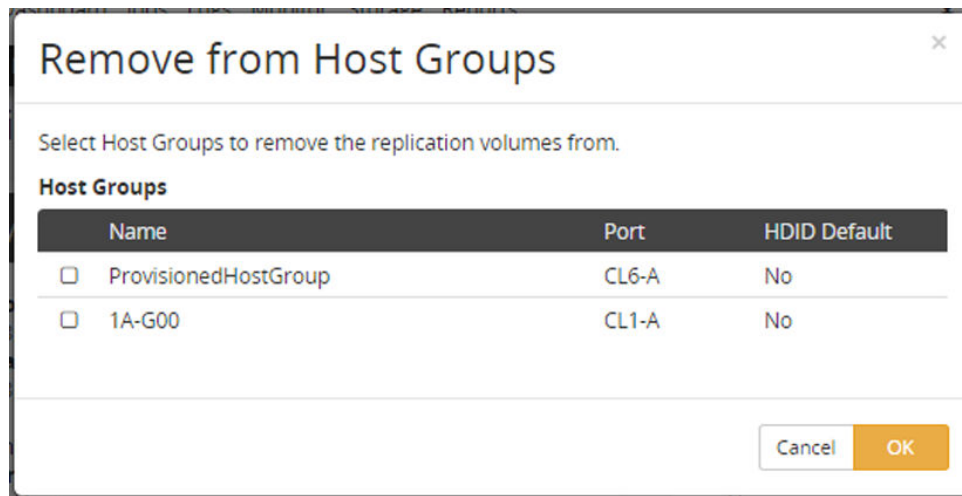 Remove from Host Groups
×
Select Host Groups to remove the replication volumes from.
Host Groups
Name Port HDID Default
ProvisionedHostGroup CL6-A No
1A-G00 CL1-A No
Cancel OK